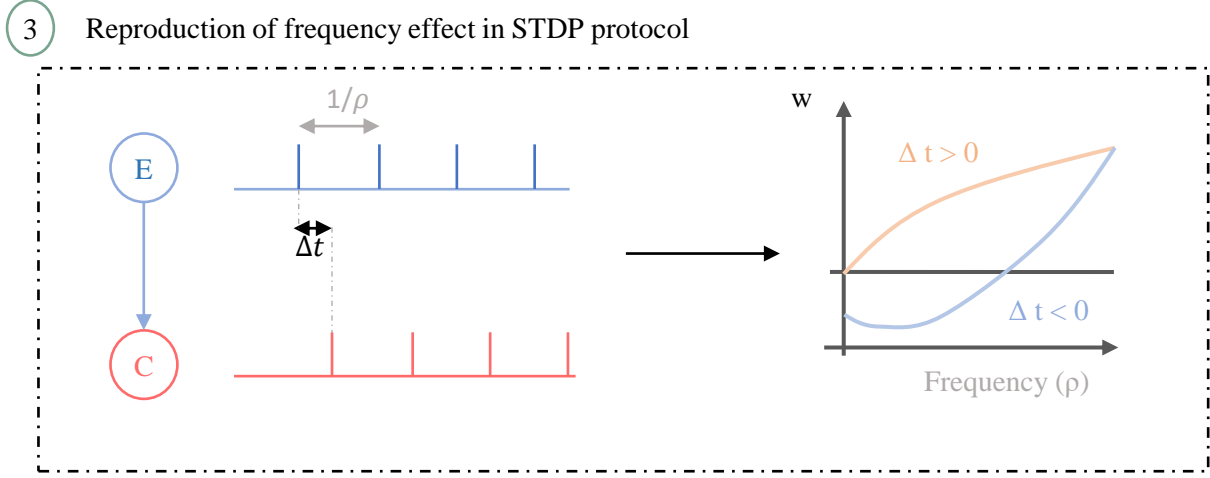 3 Reproduction of frequency effect in STDP protocol
1/ρ
E
Δt
C
w
Δ t > 0
Δ t < 0
Frequency (ρ)